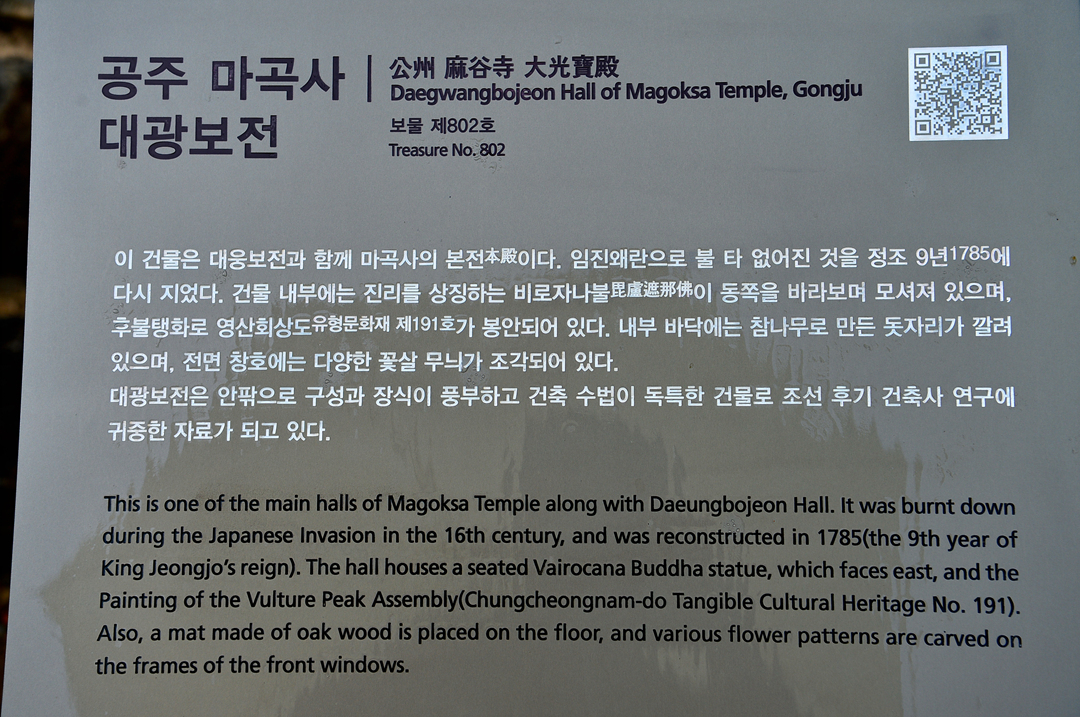 공주 마곡사
대광보전
公州 麻谷寺 大光寶殿
Daegwangbojeon Hall of Magoksa Temple, Gongju
보물 제802호
Treasure No. 802
이 건물은 대웅보전과 함께 마곡사의 본전本殿이다. 임진왜란으로 불 타 없어진 것을 정조 9년1785에
다시 지었다. 건물 내부에는 진리를 상징하는 비로자나불毘盧遮那佛이 동쪽을 바라보며 모셔져 있으며,
후불탱화로 영산회상도유형문화재 제191호가 봉안되어 있다. 내부 바닥에는 참나무로 만든 돗자리가 깔려
있으며, 전면 창호에는 다양한 꽃살 무늬가 조각되어 있다.
대광보전은 안팎으로 구성과 장식이 풍부하고 건축 수법이 독특한 건물로 조선 후기 건축사 연구에
귀중한 자료가 되고 있다.
This is one of the main halls of Magoksa Temple along with Daeungbojeon Hall. It was burnt down
during the Japanese Invasion in the 16th century, and was reconstructed in 1785(the 9th year of
King Jeongjo's reign). The hall houses a seated Vairocana Buddha statue, which faces east, and the
Painting of the Vulture Peak Assembly(Chungcheongnam-do Tangible Cultural Heritage No. 191).
Also, a mat made of oak wood is placed on the floor, and various flower patterns are carved on
the frames of the front windows.